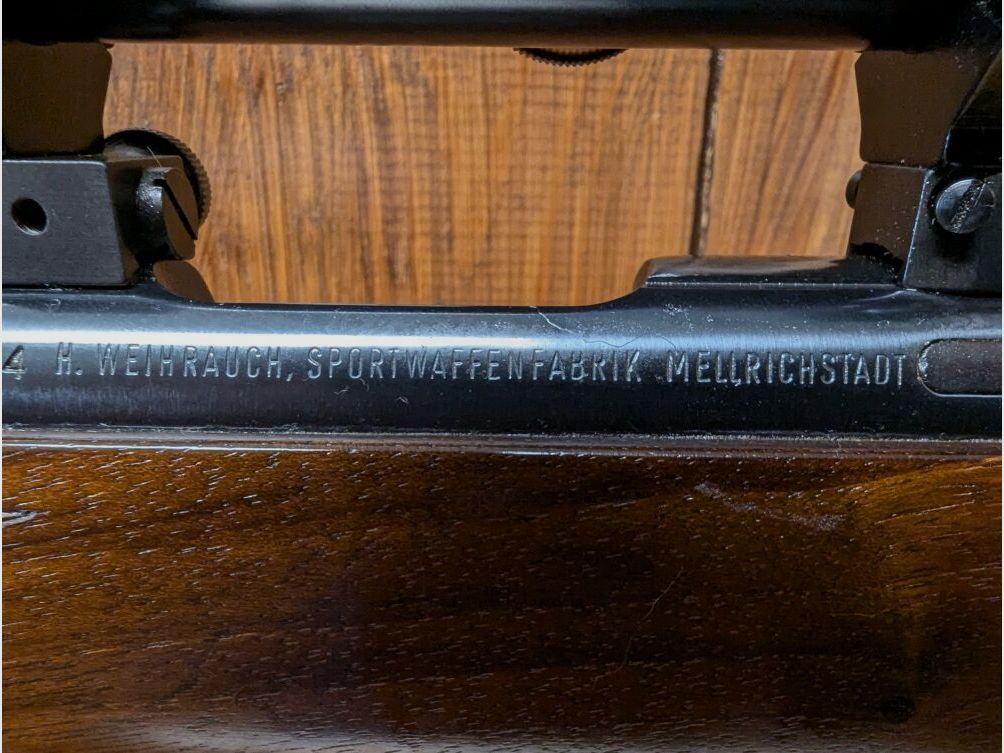 4 H. WEIHRAUCH, SPORTWAFFENFABRIK MELLRICHSTADT